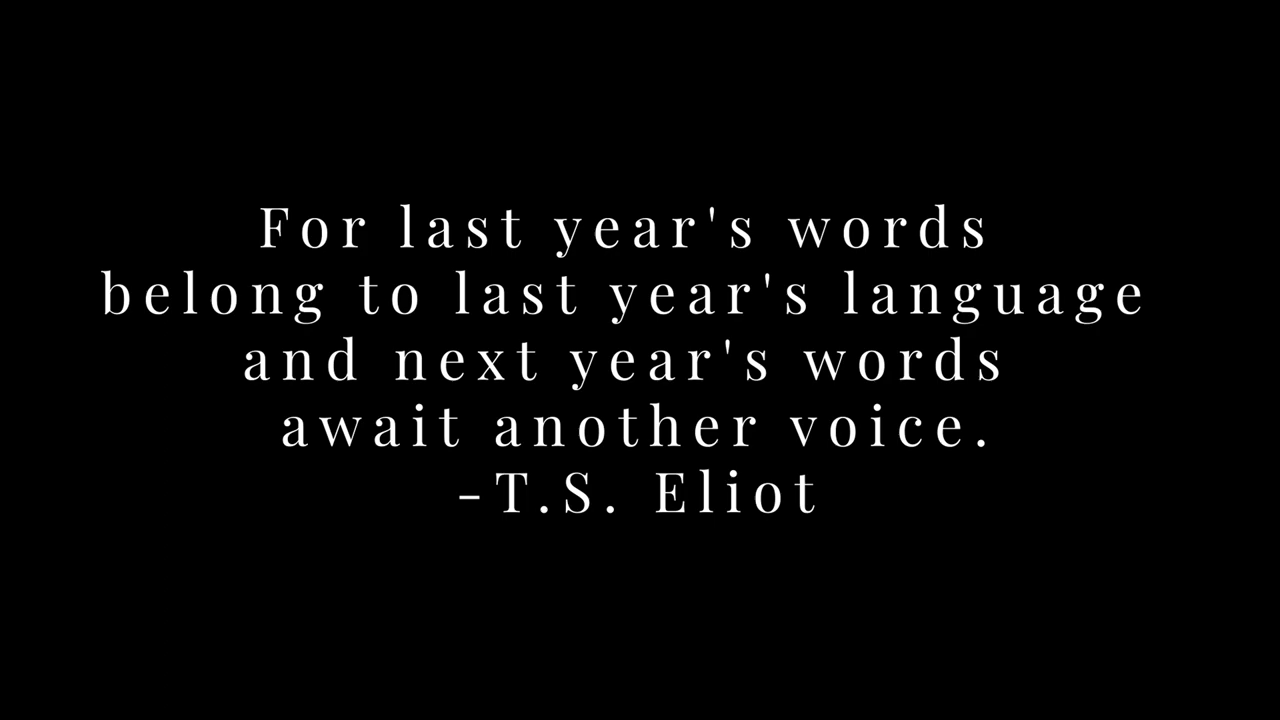 For last year's words
belong to last year's language
and next year's words
await another voice.
-T.S. Eliot